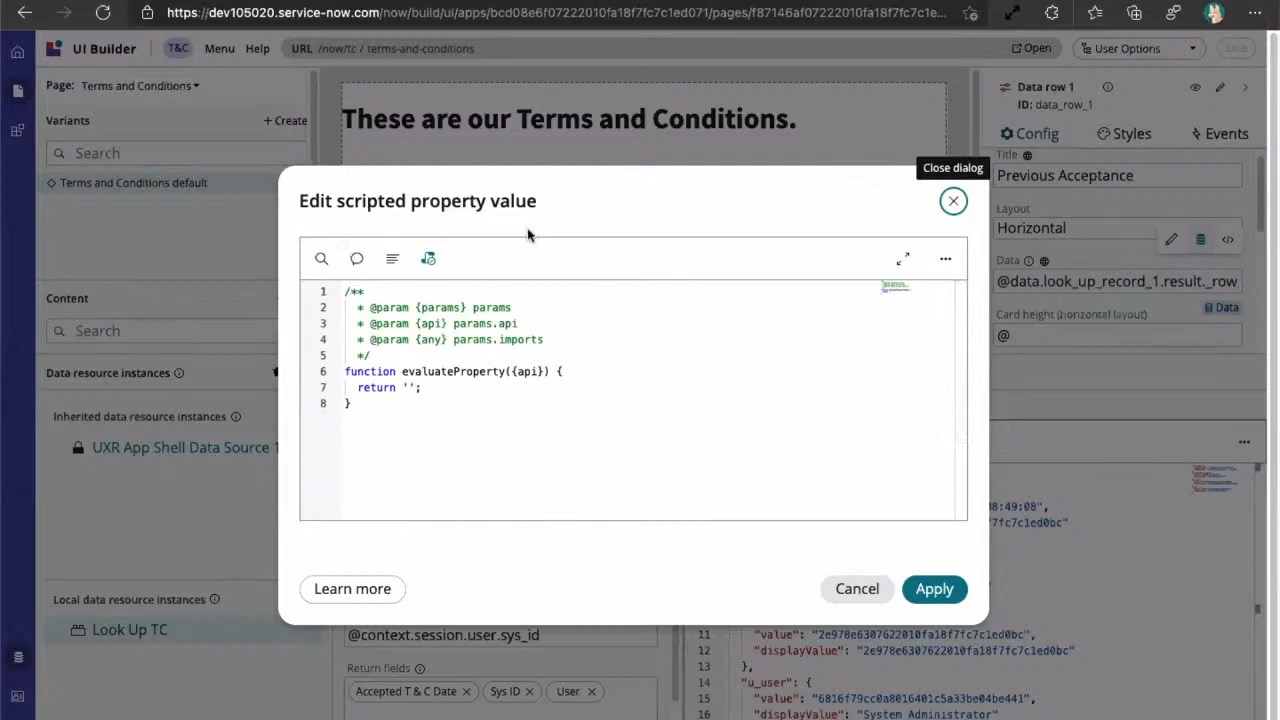 https://dev105020.service-now.com/now/build/ui/apps/bcd08e6f07222010fa18f7fc7c1ed071/pages/f87146af07222010fa18f7fc7c1e...
UI Builder
T&C
Menu
Help
URL /now/tc / terms-and-conditions
Open
User Options
Save
Page: Terms and Conditions
Variants
+ Create
Search
Terms and Conditions default
Content
Search
Data resource instances
Inherited data resource instances
UXR App Shell Data Source 1
Local data resource instances
Look Up TC
These are our Terms and Conditions.
Close dialog
Edit scripted property value
1 /**
2 * @param {params} params
3 * @param {api} params.api
4 * @param {any} params.imports
5 */
6 function evaluateProperty({api}) {
7 return '';
8 }
Learn more
Cancel
Apply
@context.session.user.sys_id
Return fields
Accepted T & C Date
Sys ID
User
Data row 1
ID: data_row_1
Config
Styles
Events
Title
Previous Acceptance
Layout
Horizontal
Data
@data.look_up_record_1.result._row
Data
Card height (horizontal layout)
@
8:49:08",
f7fc7c1ed0bc"
11 "value": "2e978e6307622010fa18f7fc7c1ed0bc",
12 "displayValue": "2e978e6307622010fa18f7fc7c1ed0bc"
13 },
14 "u_user": {
15 "value": "6816f79cc0a8016401c5a33be04be441",
16 "displayValue": "System Administrator"